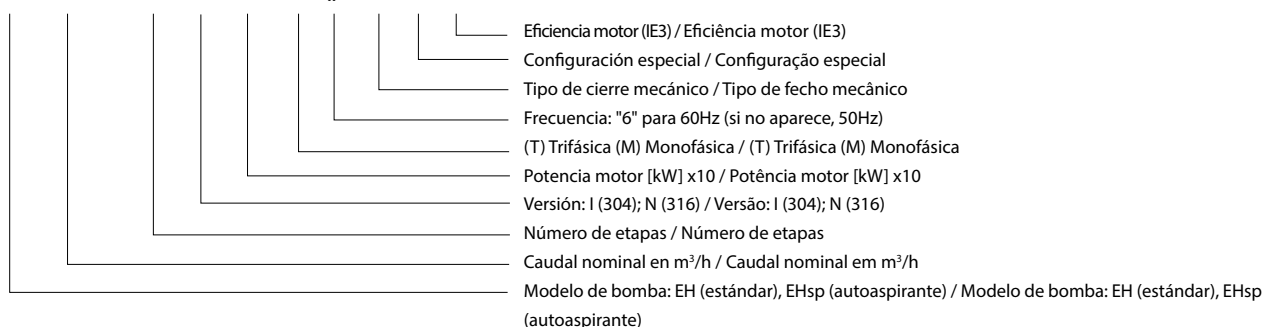 Eficiencia motor (IE3) / Eficiência motor (IE3)
Configuración especial / Configuração especial
Tipo de cierre mecánico / Tipo de fecho mecânico
Frecuencia: "6" para 60Hz (si no aparece, 50Hz)
(T) Trifásica (M) Monofásica / (T) Trifásica (M) Monofásica
Potencia motor [kW] x10 / Potência motor [kW] x10
Versión: I (304); N (316) / Versão: I (304); N (316)
Número de etapas / Número de etapas
Caudal nominal en m³/h / Caudal nominal em m³/h
Modelo de bomba: EH (estándar), EHsp (autoaspirante) / Modelo de bomba: EH (estándar), EHsp
(autoaspirante)